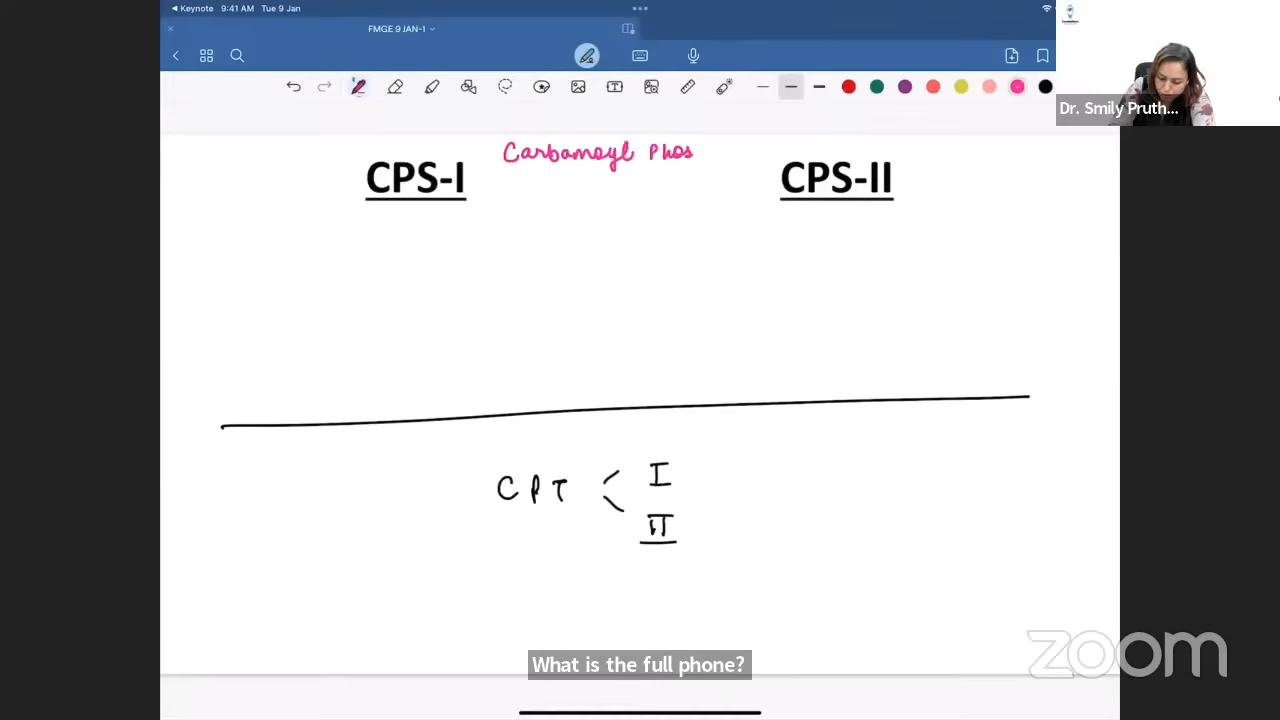 Keynote 9:41 AM Tue 9 Jan
FMGE 9 JAN-1
Dr. Smily Pruth...
Carbamoyl Phos
CPS-I CPS-II
CPT < I
II
What is the full phone?
zoom